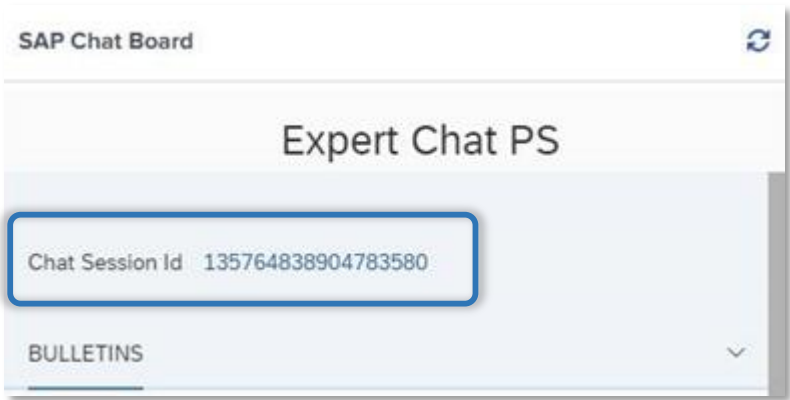 SAP Chat Board
Expert Chat PS
Chat Session Id 135764838904783580
BULLETINS